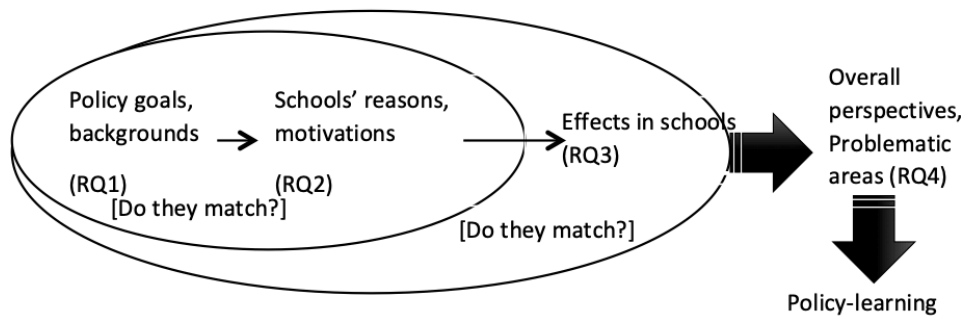 Policy goals,
backgrounds
(RQ1)
Schools’ reasons,
motivations
(RQ2)
[Do they match?]
Effects in schools
(RQ3)
[Do they match?]
Overall
perspectives,
Problematic
areas (RQ4)
Policy-learning